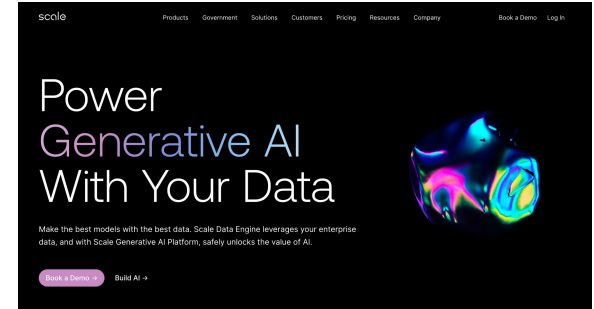 scale
Products Government Solutions Customers Pricing Resources Company Book a Demo Log In
Power
Generative AI
With Your Data
Make the best models with the best data. Scale Data Engine leverages your enterprise
data, and with Scale Generative AI Platform, safely unlocks the value of AI.
Book a Demo → Build AI →